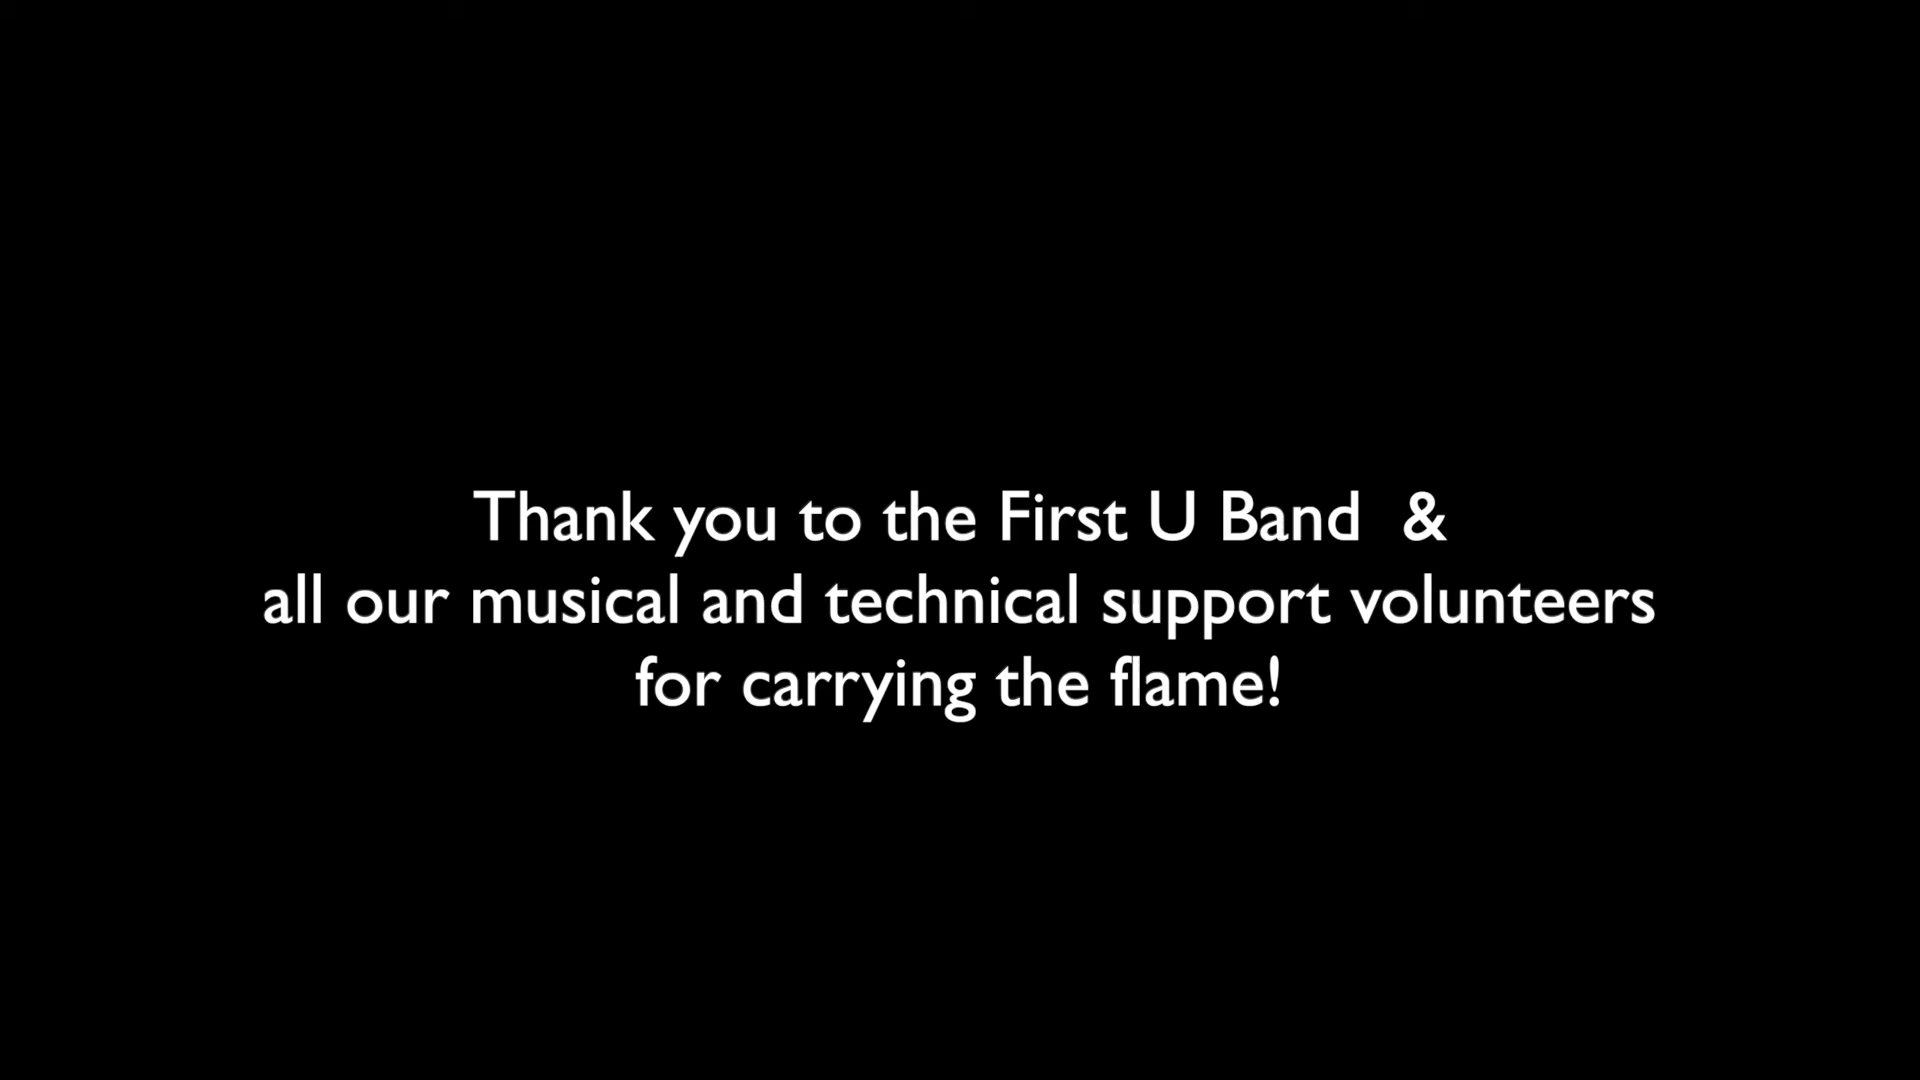 Thank you to the First U Band  &
all our musical and technical support volunteers
for carrying the flame!